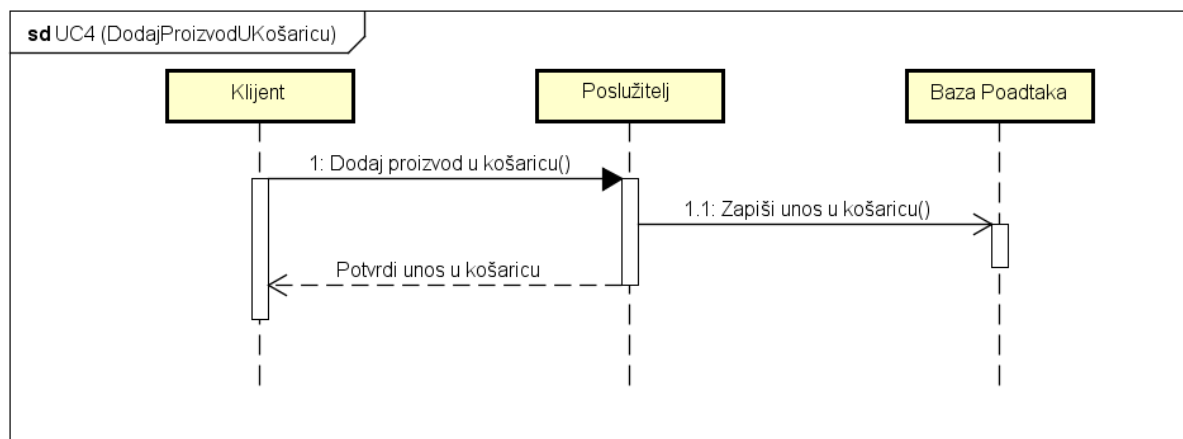 sd UC4 (DodajProizvodUKošaricu)
Klijent
Poslužitelj
Baza Poadtaka
1: Dodaj proizvod u košaricu()
1.1: Zapiši unos u košaricu()
Potvrdi unos u košaricu